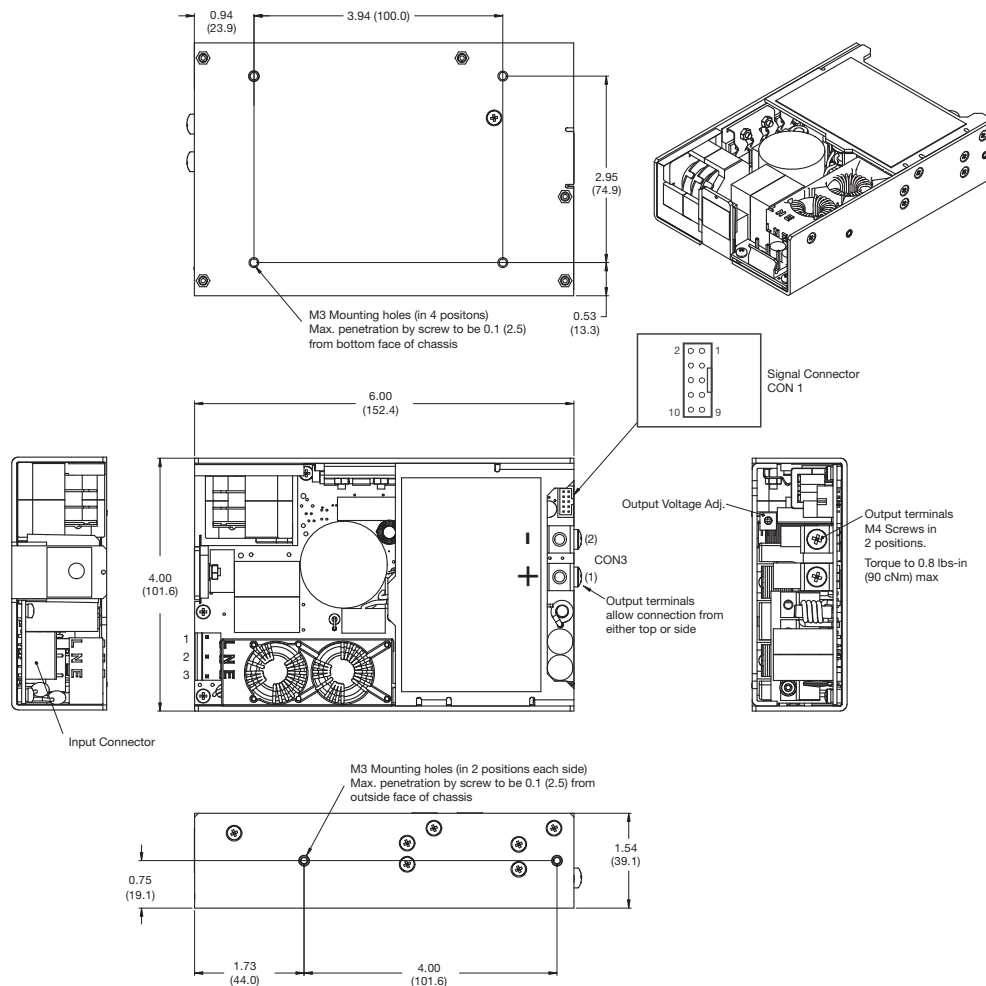 0.94
(23.9)
3.94 (100.0)
2.95
(74.9)
0.53
(13.3)
M3 Mounting holes (in 4 positons)
Max. penetration by screw to be 0.1 (2.5)
from bottom face of chassis
2 1
10 9
Signal Connector
CON 1
6.00
(152.4)
4.00
(101.6)
1
2
3
L
N
E
-
+
(2)
(1)
CON3
Output terminals
allow connection from
either top or side
Output Voltage Adj.
Output terminals
M4 Screws in
2 positions.
Torque to 0.8 lbs-in
(90 cNm) max
L
N
E
Input Connector
L N E
L N E
M3 Mounting holes (in 2 positions each side)
Max. penetration by screw to be 0.1 (2.5) from
outside face of chassis
0.75
(19.1)
1.54
(39.1)
1.73
(44.0)
4.00
(101.6)